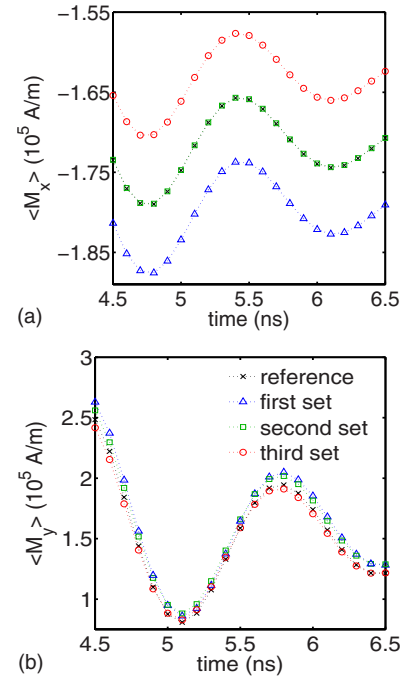 −1.55
−1.65
−1.75
−1.85
<M_x> (10^5 A/m)
4.5 5 5.5 6 6.5
(a) time (ns)
3
2.5
2
1.5
1
<M_y> (10^5 A/m)
reference
first set
second set
third set
4.5 5 5.5 6 6.5
(b) time (ns)